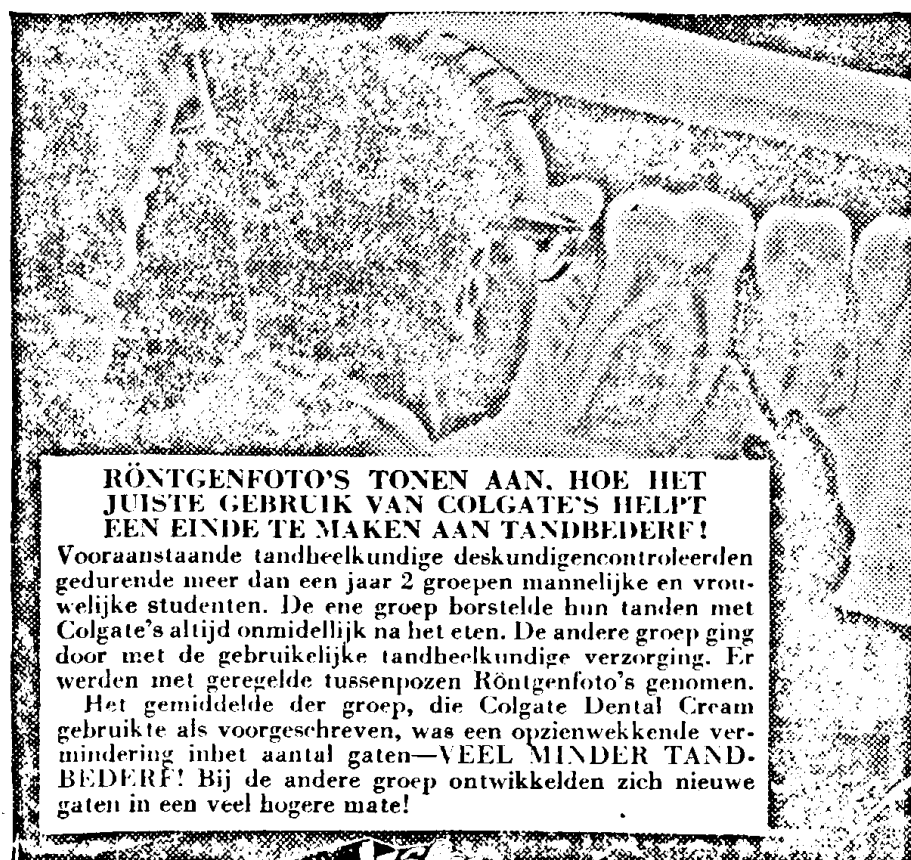 RÖNTGENFOTO'S TONEN AAN, HOE HET
JUISTE GEBRUIK VAN COLGATE'S HELPT
EEN EINDE TE MAKEN AAN TANDBEDERF!
Vooraanstaande tandheelkundige deskundigencontroleerden
gedurende meer dan een jaar 2 groepen mannelijke en vrou-
welijke studenten. De ene groep borstelde hun tanden met
Colgate's altijd onmidellijk na het eten. De andere groep ging
door met de gebruikelijke tandheelkundige verzorging. Er
werden met geregelde tussenpozen Röntgenfoto's genomen.
Het gemiddelde der groep, die Colgate Dental Cream
gebruikte als voorgeschreven, was een opzienwekkende ver-
mindering inhet aantal gaten—VEEL MINDER TAND-
BEDERF! Bij de andere groep ontwikkelden zich nieuwe
gaten in een veel hogere mate!